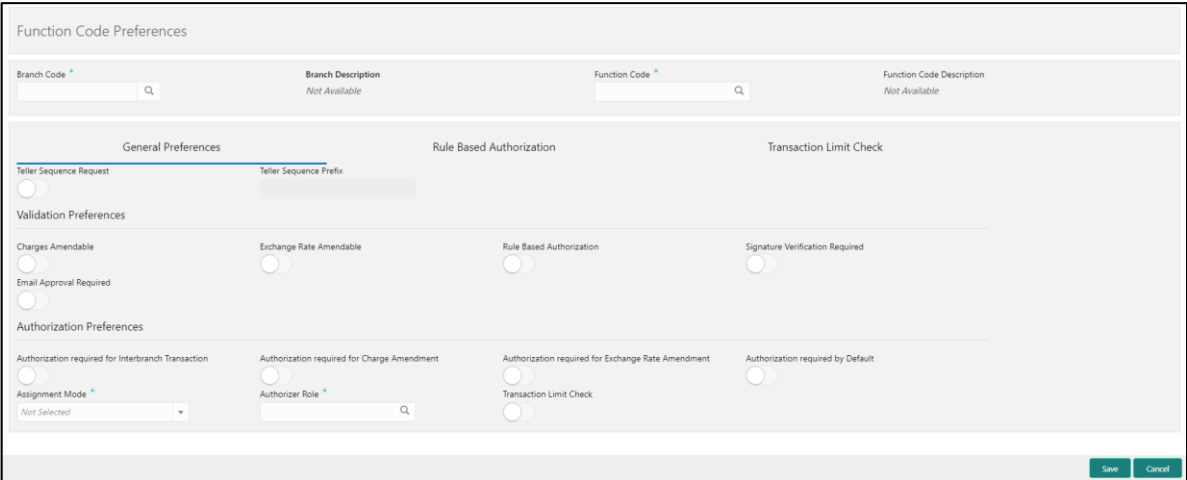 Function Code Preferences
Branch Code * Branch Description Function Code * Function Code Description
Not Available Not Available
General Preferences Rule Based Authorization Transaction Limit Check
Teller Sequence Request Teller Sequence Prefix
Validation Preferences
Charges Amendable Exchange Rate Amendable Rule Based Authorization Signature Verification Required
Email Approval Required
Authorization Preferences
Authorization required for Interbranch Transaction Authorization required for Charge Amendment Authorization required for Exchange Rate Amendment Authorization required by Default
Assignment Mode * Authorizer Role * Transaction Limit Check
Not Selected
Save Cancel